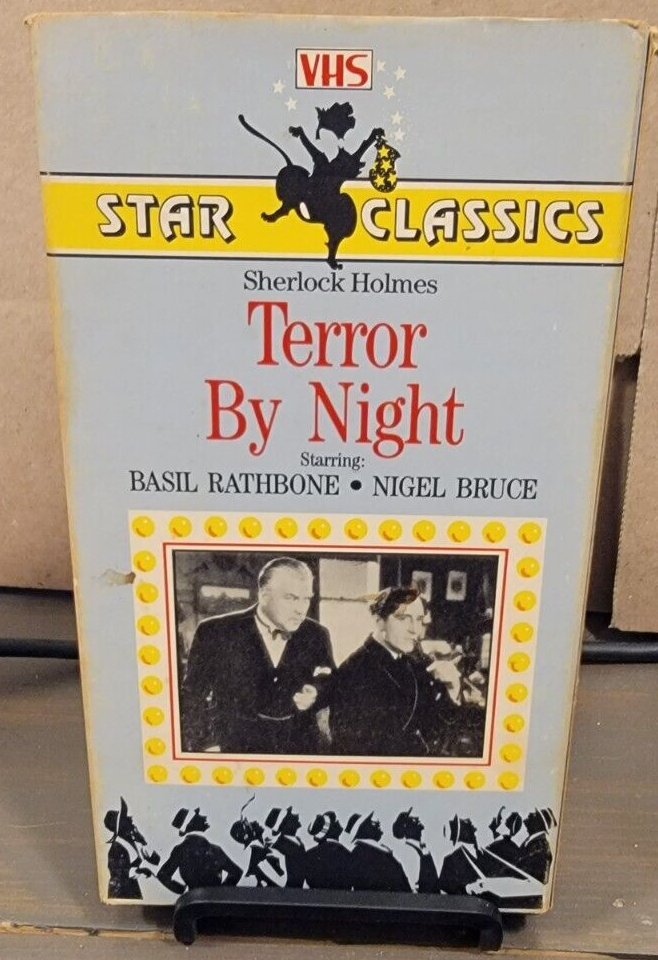 VHS
STAR CLASSICS
Sherlock Holmes
Terror
By Night
Starring:
BASIL RATHBONE • NIGEL BRUCE